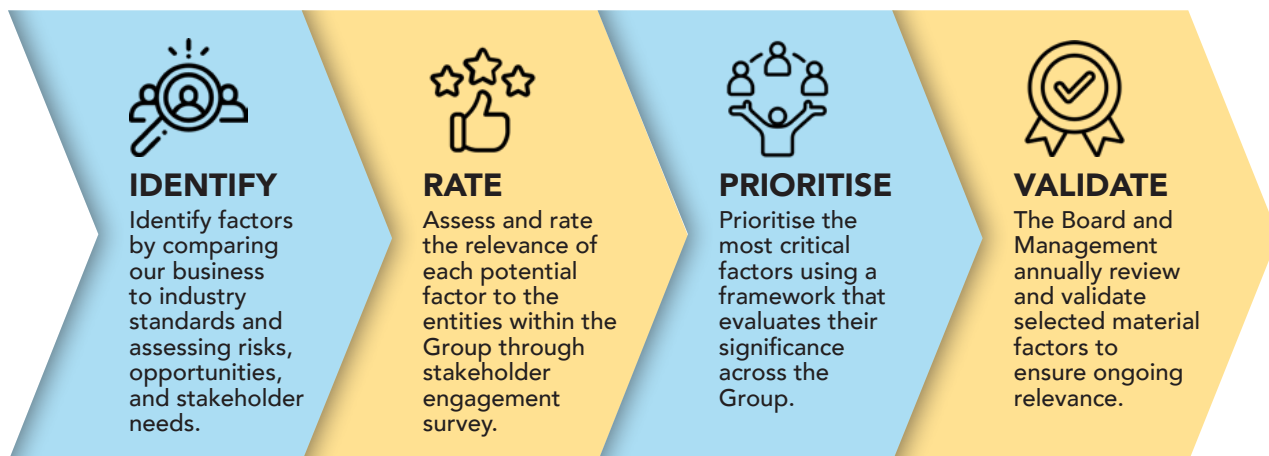 IDENTIFY
Identify factors
by comparing
our business
to industry
standards and
assessing risks,
opportunities,
and stakeholder
needs.
RATE
Assess and rate
the relevance of
each potential
factor to the
entities within the
Group through
stakeholder
engagement
survey.
PRIORITISE
Prioritise the
most critical
factors using a
framework that
evaluates their
significance
across the
Group.
VALIDATE
The Board and
Management
annually review
and validate
selected material
factors to
ensure ongoing
relevance.